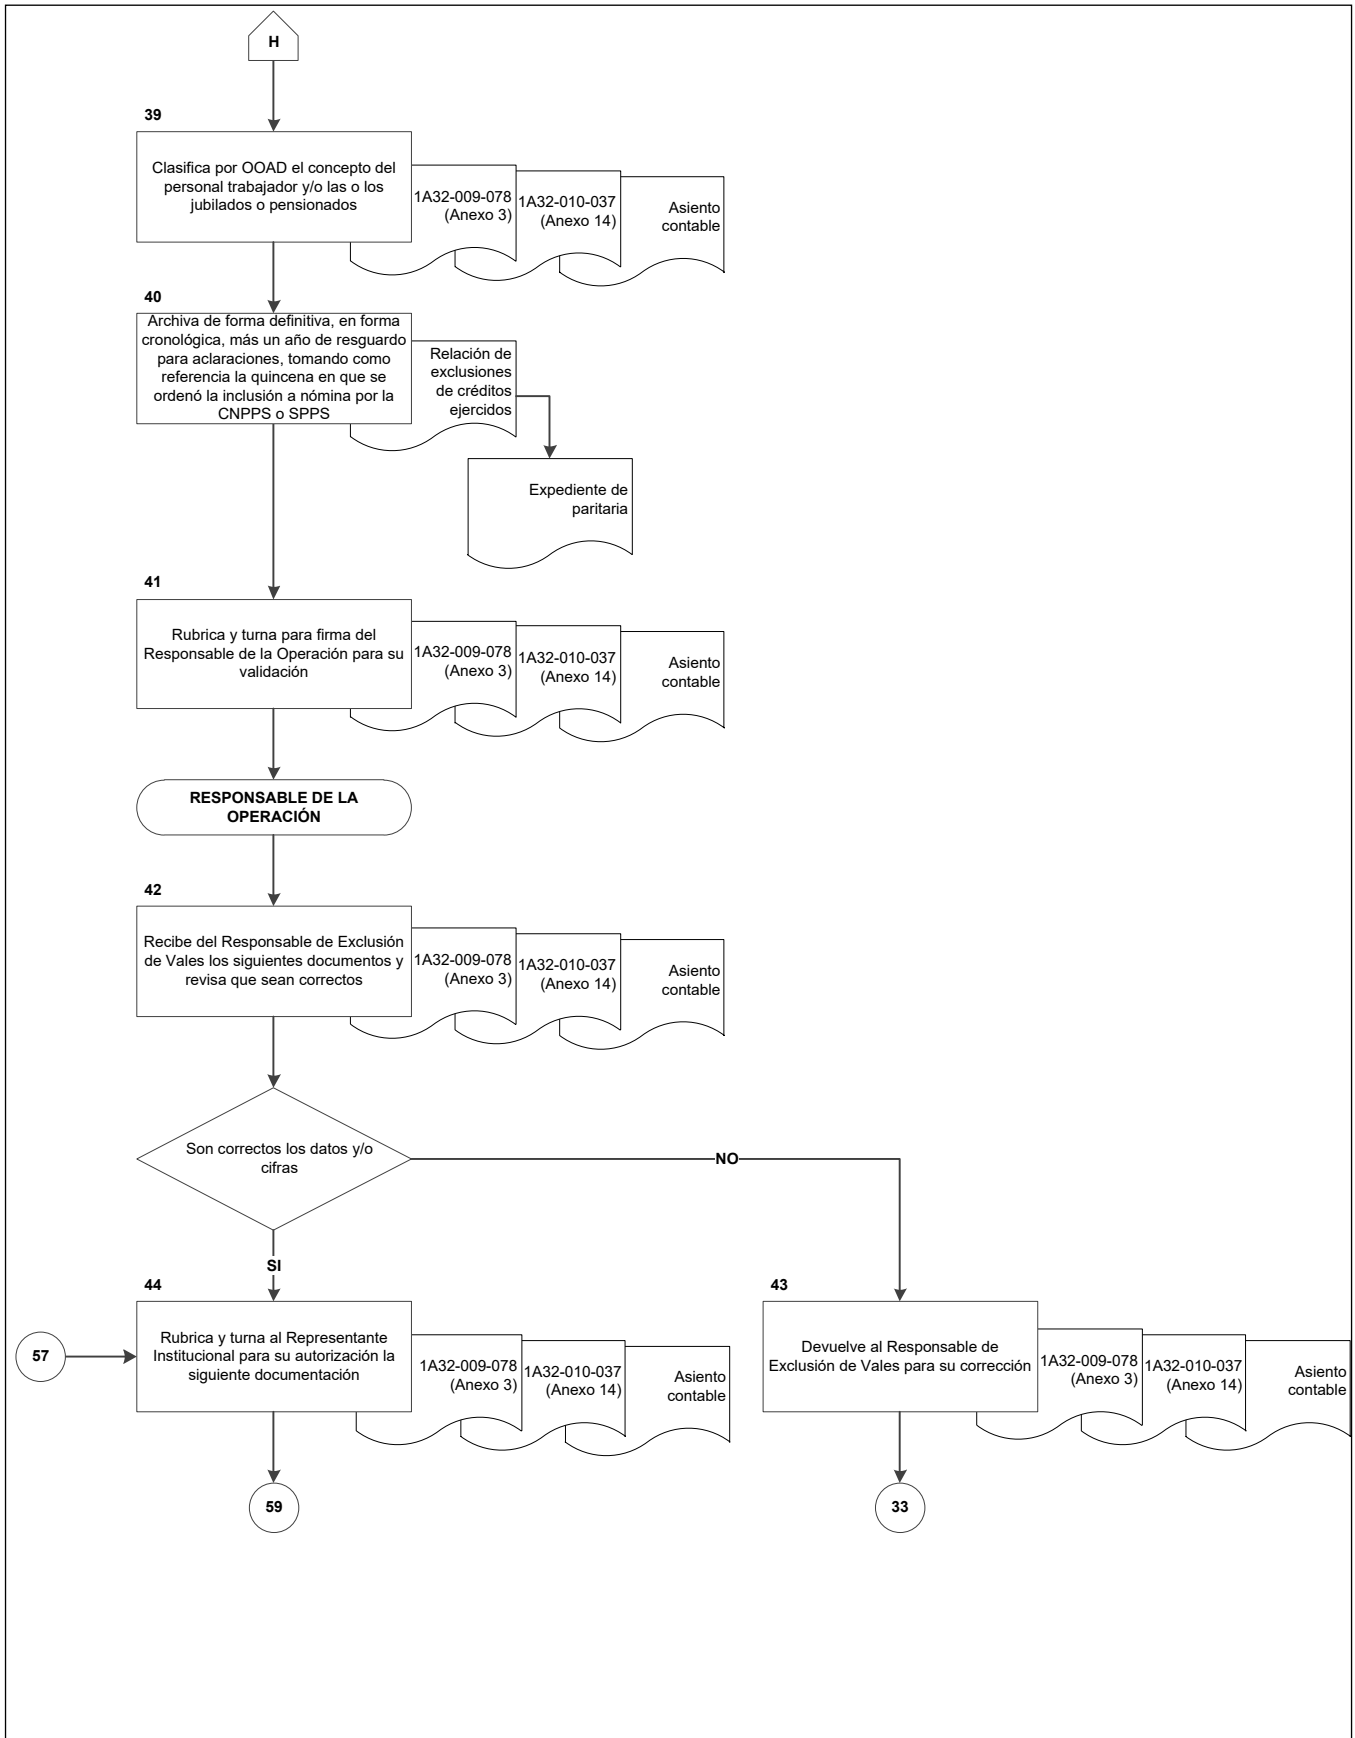 H
39
Clasifica por OOAD el concepto del
personal trabajador y/o las o los
jubilados o pensionados
1A32-009-078
(Anexo 3)
1A32-010-037
(Anexo 14)
Asiento
contable
40
Archiva de forma definitiva, en forma
cronológica, más un año de resguardo
para aclaraciones, tomando como
referencia la quincena en que se
ordenó la inclusión a nómina por la
CNPPS o SPPS
Relación de
exclusiones
de créditos
ejercidos
Expediente de
paritaria
41
Rubrica y turna para firma del
Responsable de la Operación para su
validación
1A32-009-078
(Anexo 3)
1A32-010-037
(Anexo 14)
Asiento
contable
RESPONSABLE DE LA
OPERACIÓN
42
Recibe del Responsable de Exclusión
de Vales los siguientes documentos y
revisa que sean correctos
1A32-009-078
(Anexo 3)
1A32-010-037
(Anexo 14)
Asiento
contable
Son correctos los datos y/o
cifras
NO
SI
44
Rubrica y turna al Representante
Institucional para su autorización la
siguiente documentación
1A32-009-078
(Anexo 3)
1A32-010-037
(Anexo 14)
Asiento
contable
57
59
43
Devuelve al Responsable de
Exclusión de Vales para su corrección
1A32-009-078
(Anexo 3)
1A32-010-037
(Anexo 14)
Asiento
contable
33